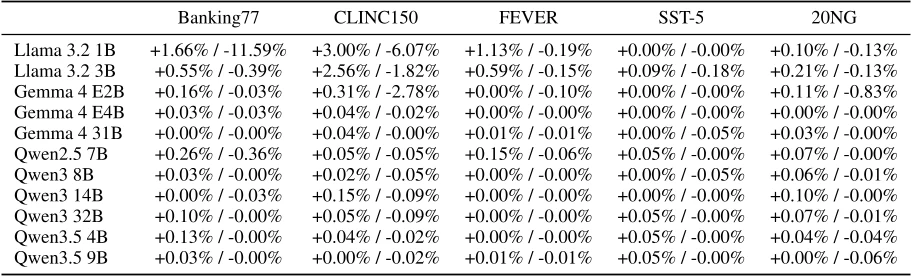 Banking77 CLINC150 FEVER SST-5 20NG
Llama 3.2 1B +1.66% / -11.59% +3.00% / -6.07% +1.13% / -0.19% +0.00% / -0.00% +0.10% / -0.13%
Llama 3.2 3B +0.55% / -0.39% +2.56% / -1.82% +0.59% / -0.15% +0.09% / -0.18% +0.21% / -0.13%
Gemma 4 E2B +0.16% / -0.03% +0.31% / -2.78% +0.00% / -0.10% +0.00% / -0.00% +0.11% / -0.83%
Gemma 4 E4B +0.03% / -0.03% +0.04% / -0.02% +0.00% / -0.00% +0.00% / -0.00% +0.00% / -0.00%
Gemma 4 31B +0.00% / -0.00% +0.04% / -0.00% +0.01% / -0.01% +0.00% / -0.05% +0.03% / -0.00%
Qwen2.5 7B +0.26% / -0.36% +0.05% / -0.05% +0.15% / -0.06% +0.05% / -0.00% +0.07% / -0.00%
Qwen3 8B +0.03% / -0.00% +0.02% / -0.05% +0.00% / -0.00% +0.00% / -0.05% +0.06% / -0.01%
Qwen3 14B +0.00% / -0.03% +0.15% / -0.09% +0.00% / -0.00% +0.00% / -0.00% +0.10% / -0.00%
Qwen3 32B +0.10% / -0.00% +0.05% / -0.09% +0.00% / -0.00% +0.05% / -0.00% +0.07% / -0.01%
Qwen3.5 4B +0.13% / -0.00% +0.04% / -0.02% +0.00% / -0.00% +0.05% / -0.00% +0.04% / -0.04%
Qwen3.5 9B +0.03% / -0.00% +0.00% / -0.02% +0.01% / -0.01% +0.05% / -0.00% +0.00% / -0.06%